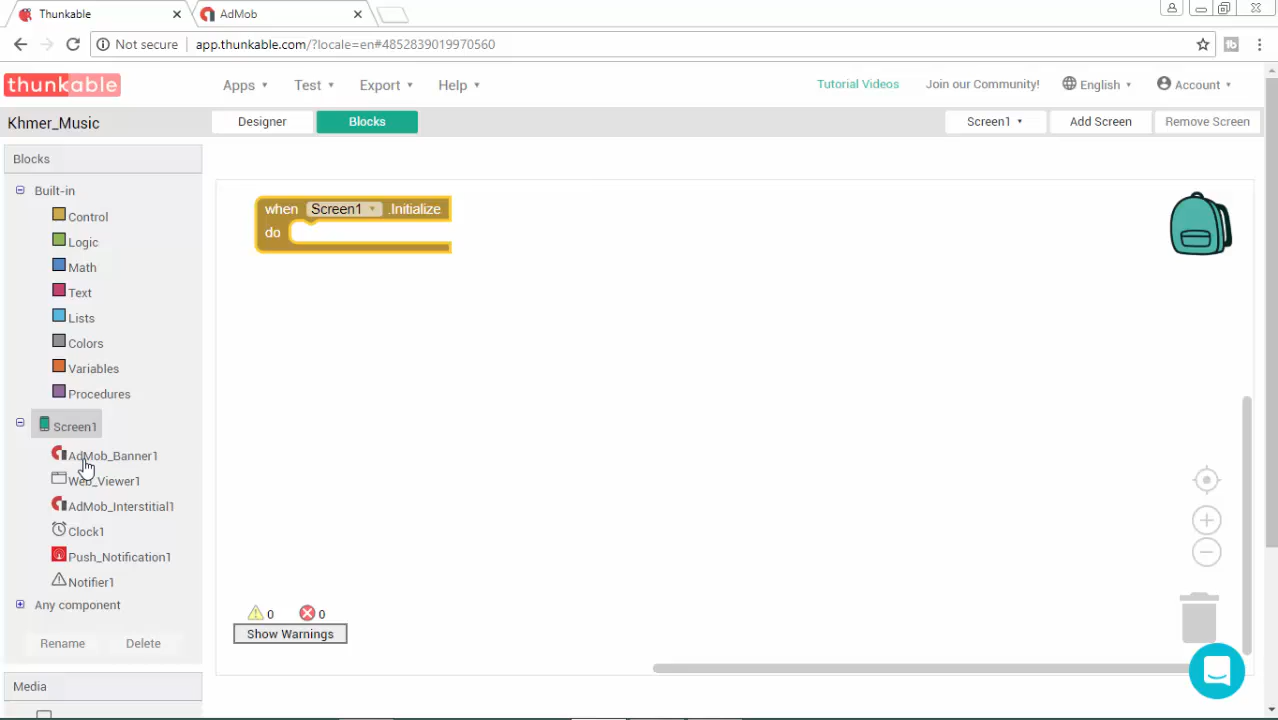 Thunkable
AdMob
Not secure
app.thunkable.com/?locale=en#4852839019970560
thunkable
Apps
Test
Export
Help
Tutorial Videos
Join our Community!
English
Account
Khmer_Music
Designer
Blocks
Screen1
Add Screen
Remove Screen
Blocks
Built-in
Control
Logic
Math
Text
Lists
Colors
Variables
Procedures
Screen1
AdMob_Banner1
Web_Viewer1
AdMob_Interstitial1
Clock1
Push_Notification1
Notifier1
Any component
Rename
Delete
Media
when Screen1 .Initialize
do
0
0
Show Warnings